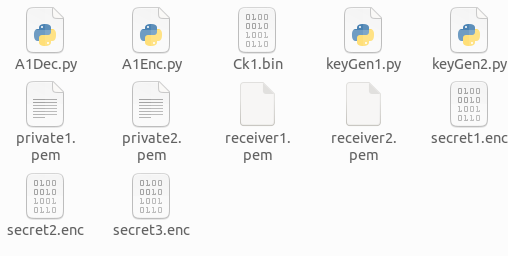 A1Dec.py
A1Enc.py
Ck1.bin
keyGen1.py
keyGen2.py
private1.
pem
private2.
pem
receiver1.
pem
receiver2.
pem
secret1.enc
secret2.enc
secret3.enc